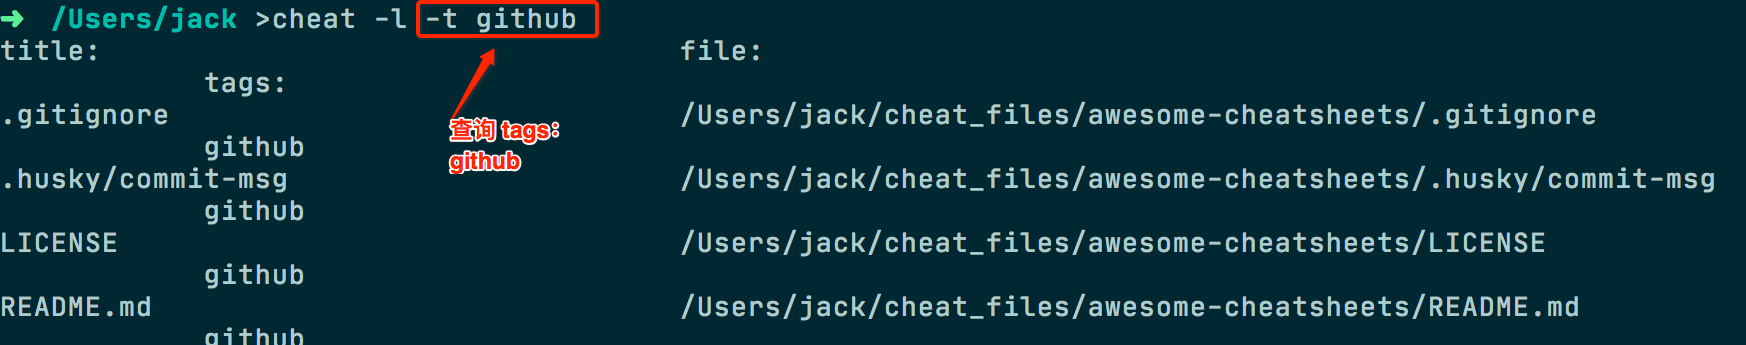 ➜ /Users/jack >cheat -l -t github
title: file:
tags:
.gitignore /Users/jack/cheat_files/awesome-cheatsheets/.gitignore
查询 tags：
github
github
.husky/commit-msg /Users/jack/cheat_files/awesome-cheatsheets/.husky/commit-msg
github
LICENSE /Users/jack/cheat_files/awesome-cheatsheets/LICENSE
github
README.md /Users/jack/cheat_files/awesome-cheatsheets/README.md
github